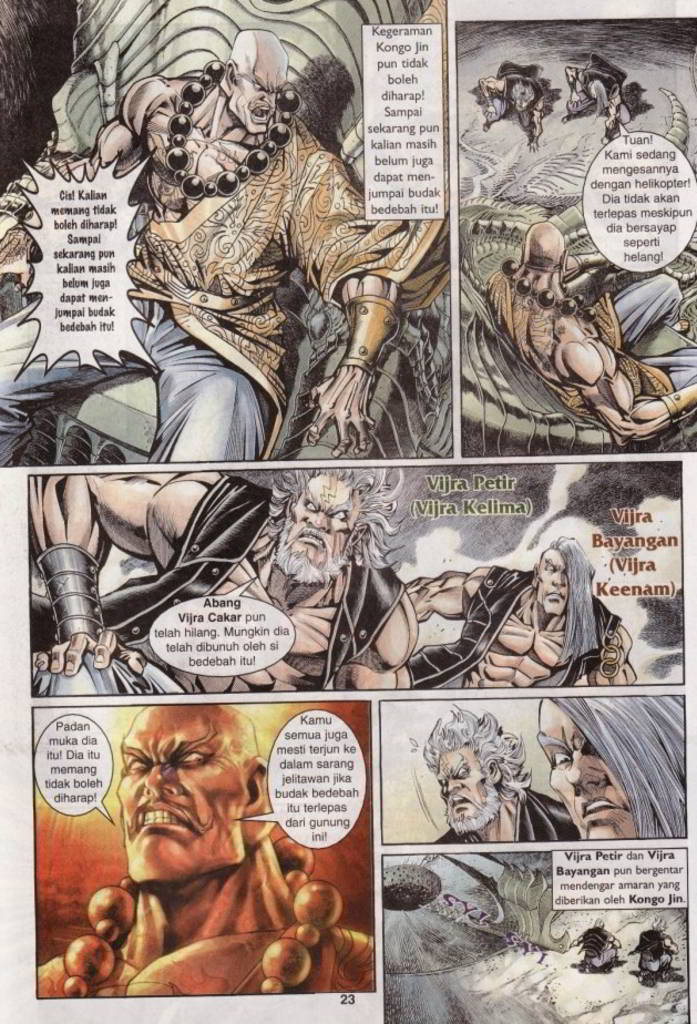 Kegeraman
Kongo Jin
pun tidak
boleh
diharap!
Sampai
sekarang pun
kalian masih
belum juga
dapat men-
jumpai budak
bedebah itu!
Cis! Kalian
memang tidak
boleh diharap!
Sampai
sekarang pun
kalian masih
belum juga
dapat men-
jumpai budak
bedebah itu!
Tuan!
Kami sedang
mengesannya
dengan helikopter!
Dia tidak akan
terlepas meskipun
dia bersayap
seperti
helang!
Vijra Petir
(Vijra Kelima)
Vijra
Bayangan
(Vijra
Keenam)
Abang
Vijra Cakar pun
telah hilang. Mungkin dia
telah dibunuh oleh si
bedebah itu!
Padan
muka dia
itu! Dia itu
memang
tidak boleh
diharap!
Kamu
semua juga
mesti terjun ke
dalam sarang
jelitawan jika
budak bedebah
itu terlepas
dari gunung
ini!
Vijra Petir dan Vijra
Bayangan pun bergentar
mendengar amaran yang
diberikan oleh Kongo Jin.
23